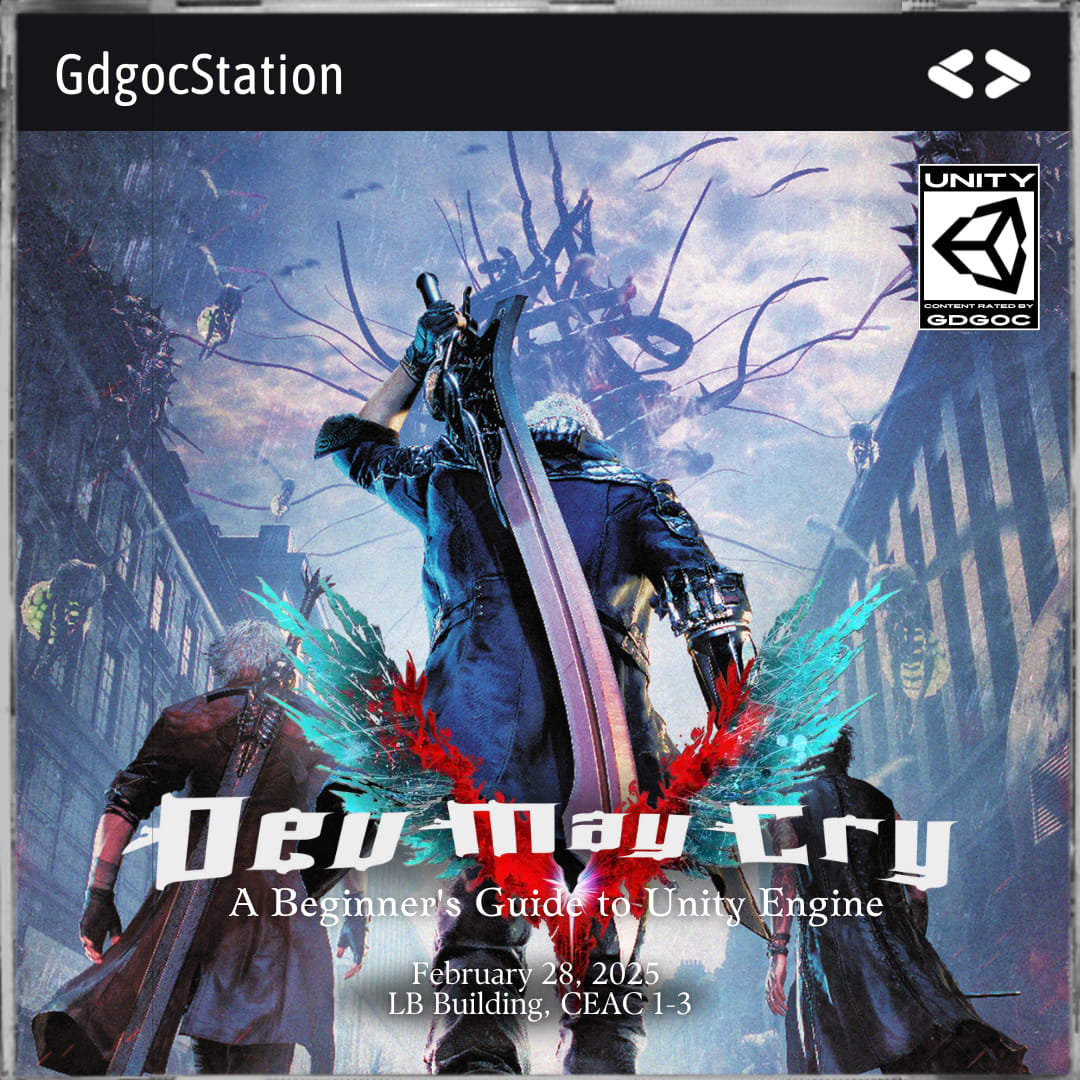 GdgocStation
UNITY
CONTENT RATED BY
GDGOC
Dev May Cry
A Beginner's Guide to Unity Engine
February 28, 2025
LB Building, CEAC 1-3